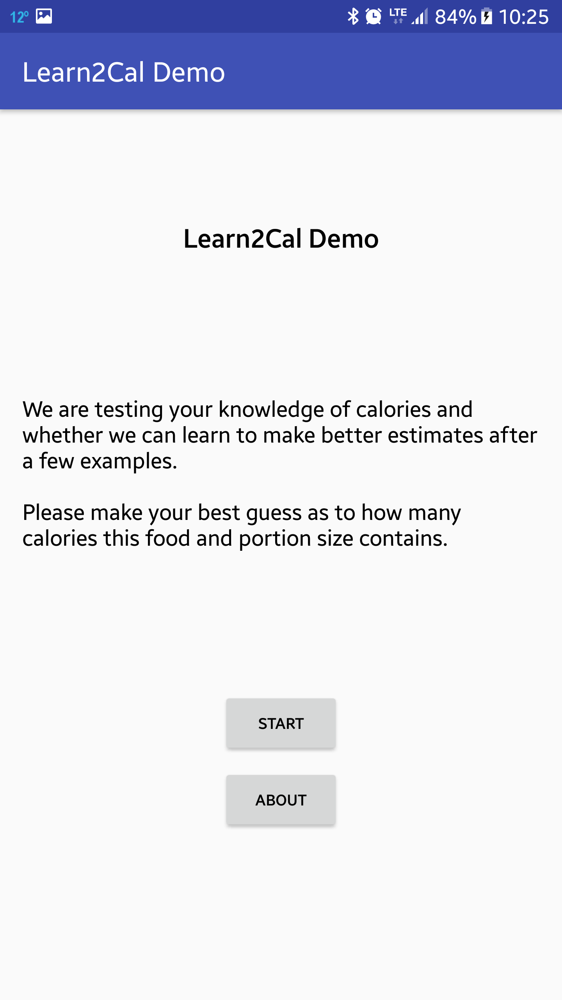 12° LTE 84% 10:25
Learn2Cal Demo
Learn2Cal Demo
We are testing your knowledge of calories and
whether we can learn to make better estimates after
a few examples.
Please make your best guess as to how many
calories this food and portion size contains.
START
ABOUT